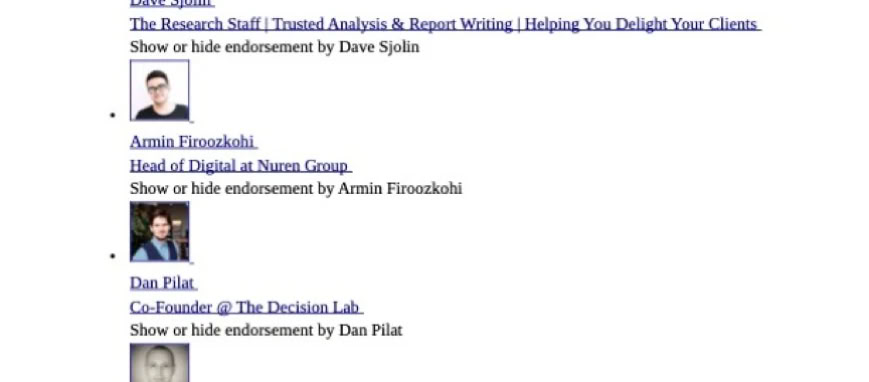 Dave Sjolin
The Research Staff | Trusted Analysis & Report Writing | Helping You Delight Your Clients
Show or hide endorsement by Dave Sjolin
Armin Firoozkohi
Head of Digital at Nuren Group
Show or hide endorsement by Armin Firoozkohi
Dan Pilat
Co-Founder @ The Decision Lab
Show or hide endorsement by Dan Pilat